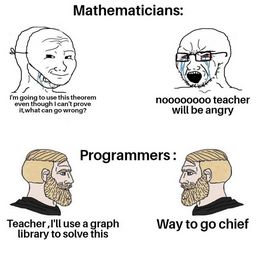 Mathematicians:
I'm going to use this theorem
even though I can't prove
it,what can go wrong?
noooooooo teacher
will be angry
Programmers :
Teacher ,I'll use a graph
library to solve this
Way to go chief